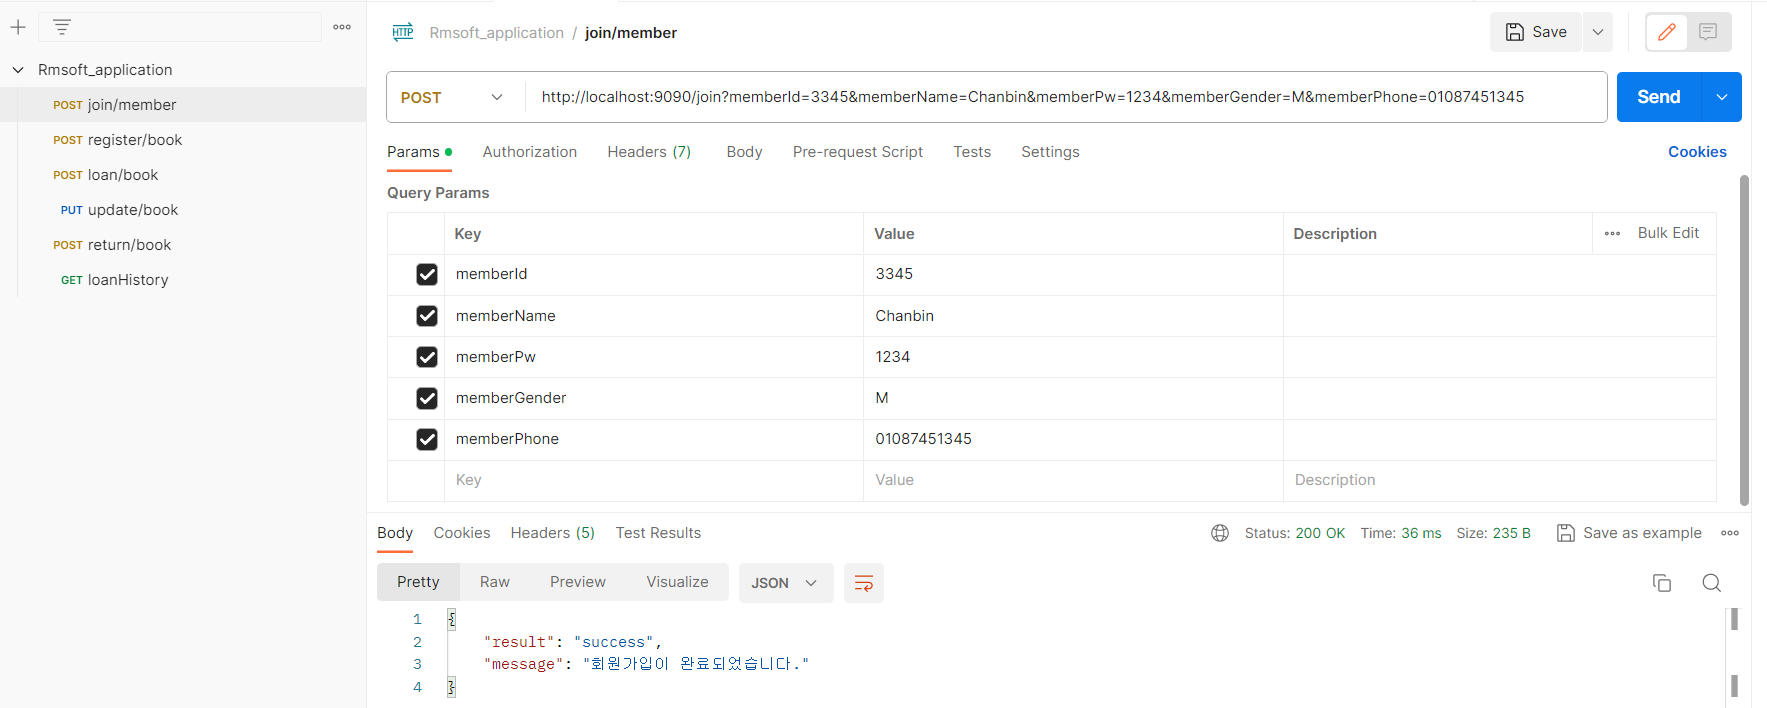 Rmsoft_application
POST join/member
POST register/book
POST loan/book
PUT update/book
POST return/book
GET loanHistory
HTTP Rmsoft_application / join/member
Save
POST http://localhost:9090/join?memberId=3345&memberName=Chanbin&memberPw=1234&memberGender=M&memberPhone=01087451345 Send
Params Authorization Headers (7) Body Pre-request Script Tests Settings Cookies
Query Params
Key Value Description Bulk Edit
memberId 3345
memberName Chanbin
memberPw 1234
memberGender M
memberPhone 01087451345
Key Value Description
Body Cookies Headers (5) Test Results Status: 200 OK Time: 36 ms Size: 235 B Save as example
Pretty Raw Preview Visualize JSON
1 {
2 "result": "success",
3 "message": "회원가입이 완료되었습니다."
4 }